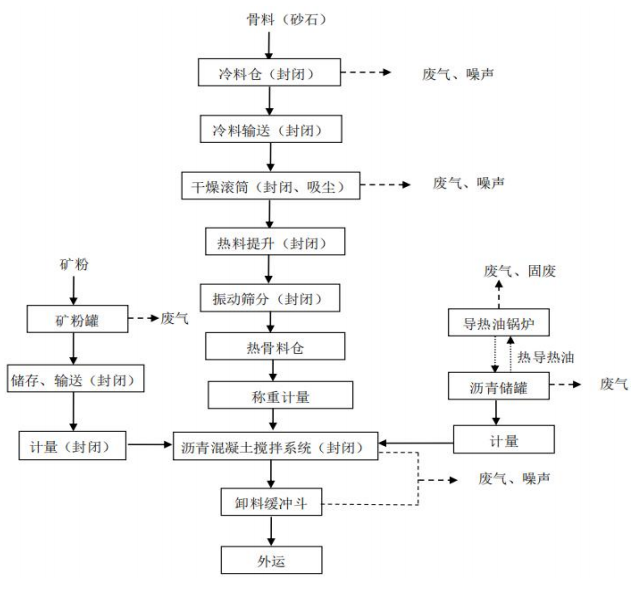 骨料（砂石）
冷料仓（封闭）
废气、噪声
冷料输送（封闭）
干燥滚筒（封闭、吸尘）
废气、噪声
热料提升（封闭）
矿粉
废气、固废
振动筛分（封闭）
矿粉罐
废气
导热油锅炉
热骨料仓
热导热油
储存、输送（封闭）
称重计量
沥青储罐
废气
计量（封闭）
沥青混凝土搅拌系统（封闭）
计量
废气、噪声
卸料缓冲斗
外运